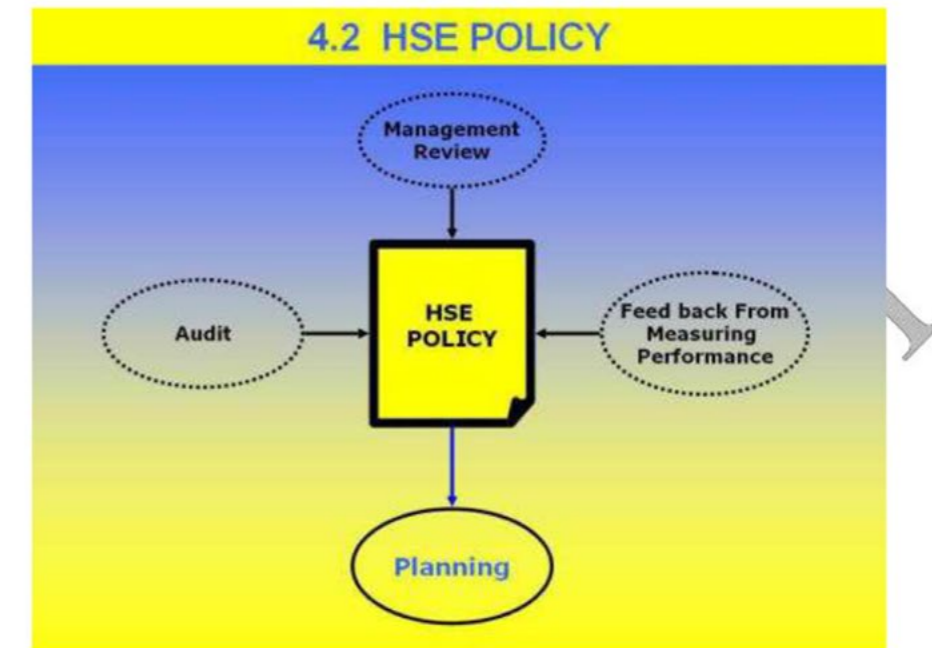 4.2 HSE POLICY
Management
Review
Audit
HSE
POLICY
Feed back From
Measuring
Performance
Planning